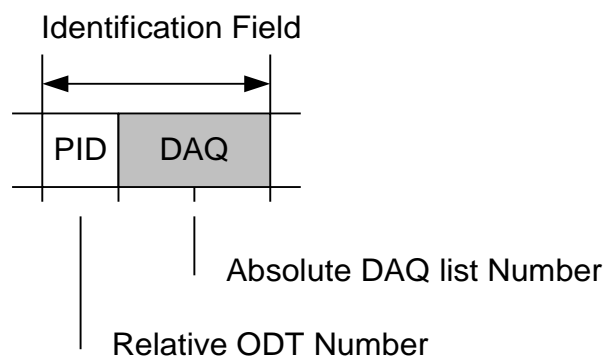 Identification Field
PID DAQ
Absolute DAQ list Number
Relative ODT Number